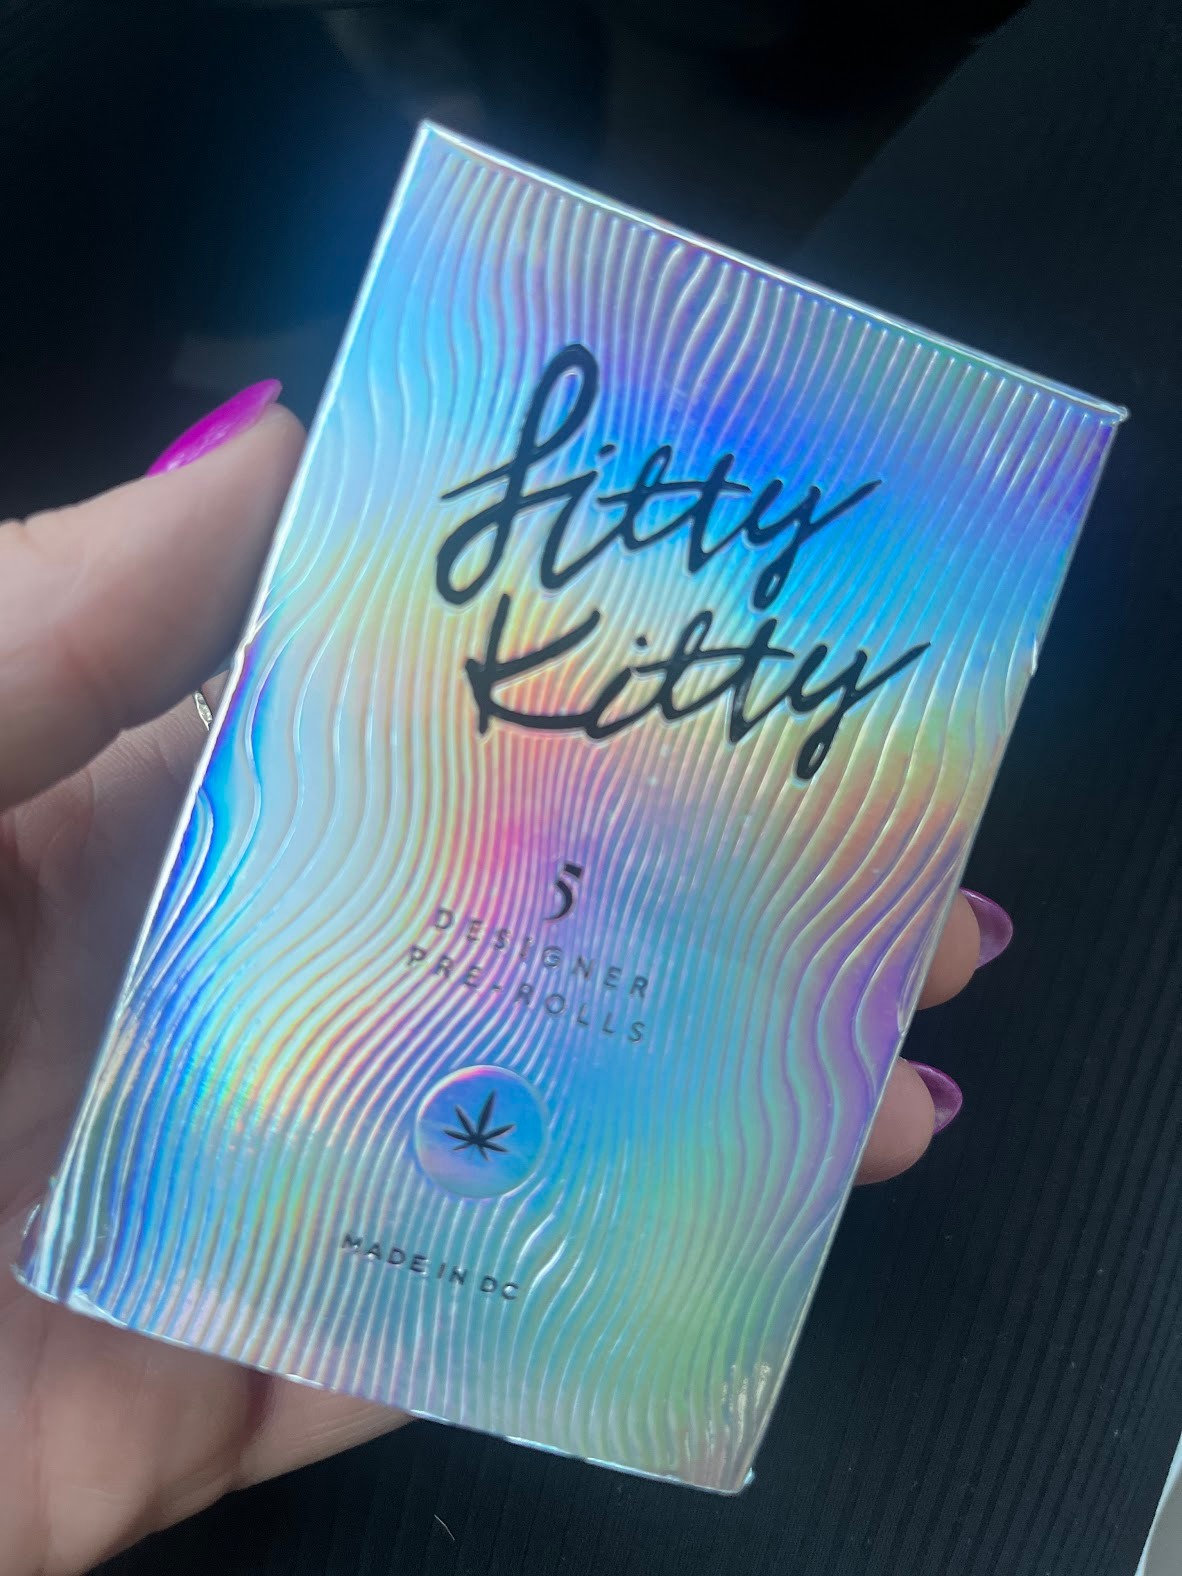 Litty
Kitty
5
DESIGNER
PRE-ROLLS
MADE IN DC